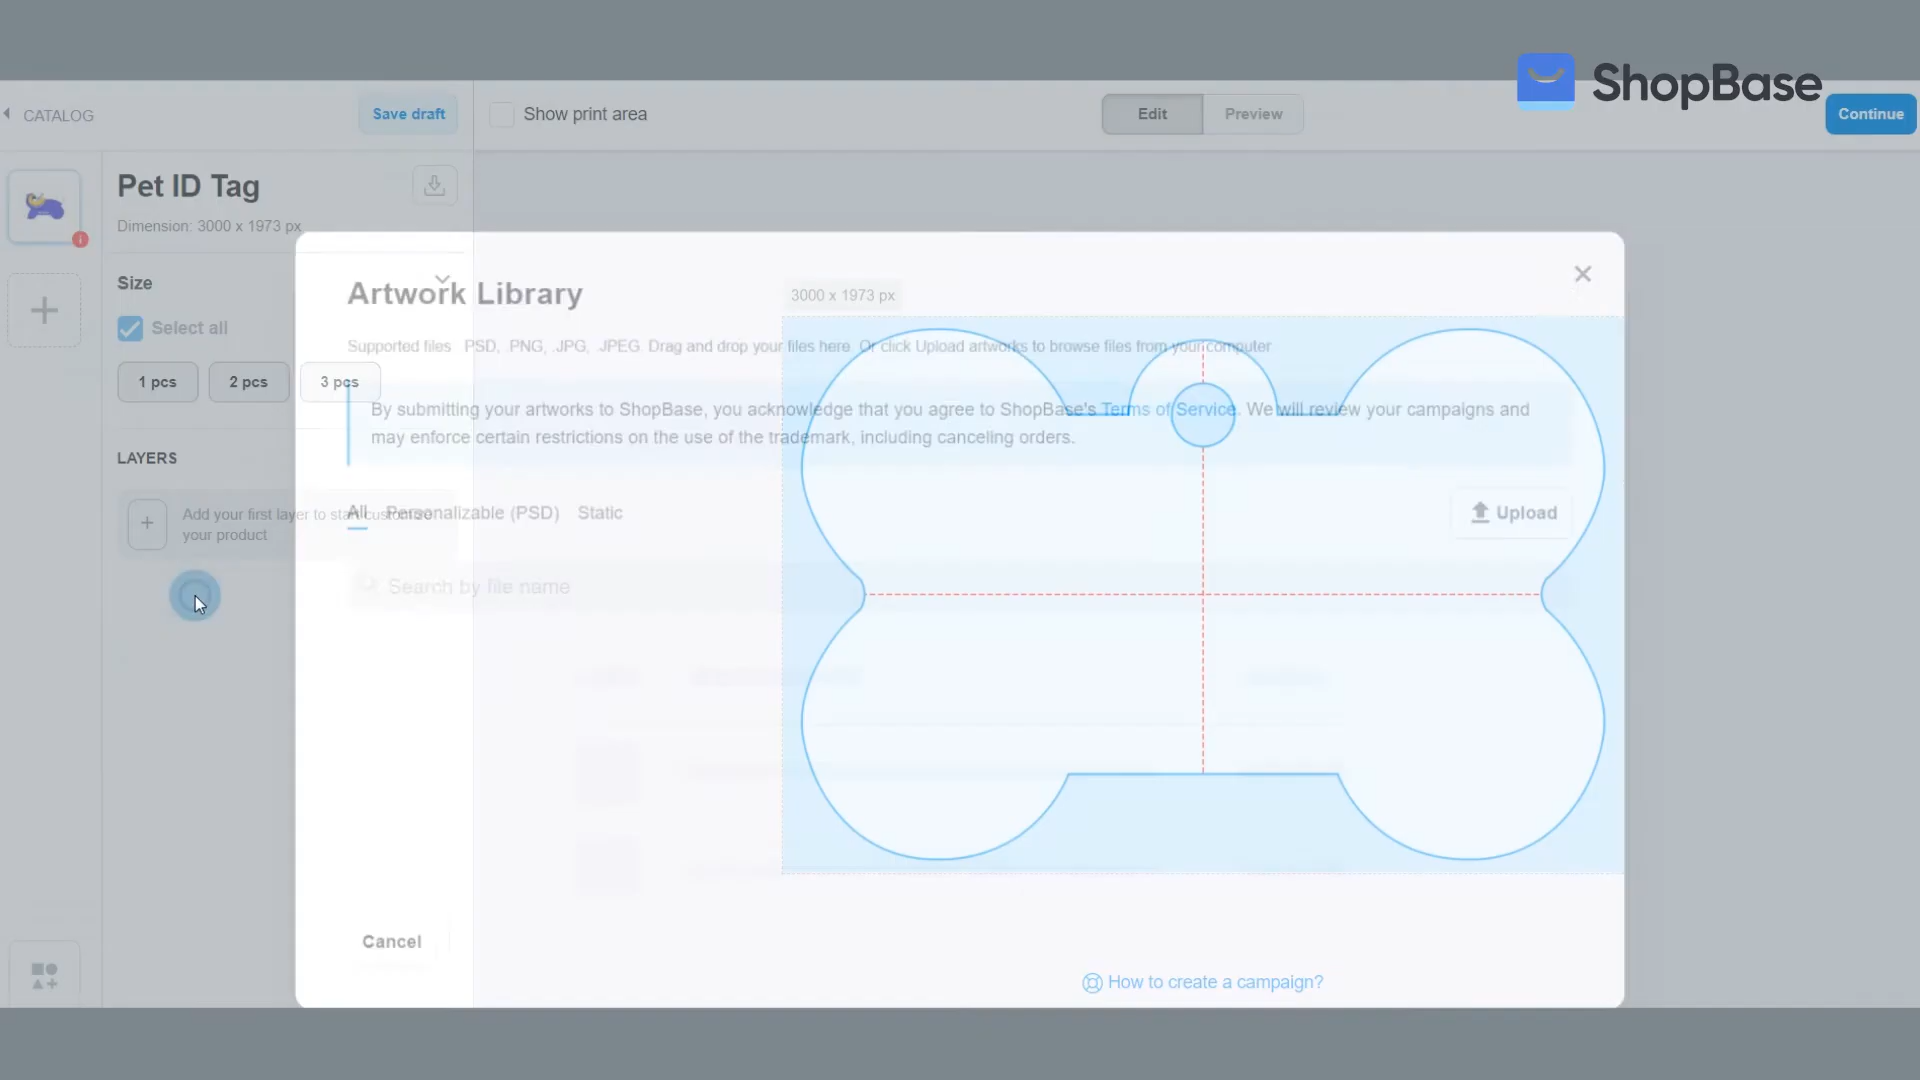 ShopBase
CATALOG
Save draft
Show print area
Edit
Preview
Continue
Pet ID Tag
Dimension: 3000 x 1973 px
Size
Select all
1 pcs
2 pcs
3 pcs
LAYERS
Add your first layer to start customize
your product
Artwork Library
3000 x 1973 px
Supported files .PSD, .PNG, .JPG, .JPEG. Drag and drop your files here. Or click Upload artworks to browse files from your computer
By submitting your artworks to ShopBase, you acknowledge that you agree to ShopBase's Terms of Service. We will review your campaigns and
may enforce certain restrictions on the use of the trademark, including canceling orders.
All
Personalizable (PSD)
Static
Upload
Search by file name
Cancel
How to create a campaign?